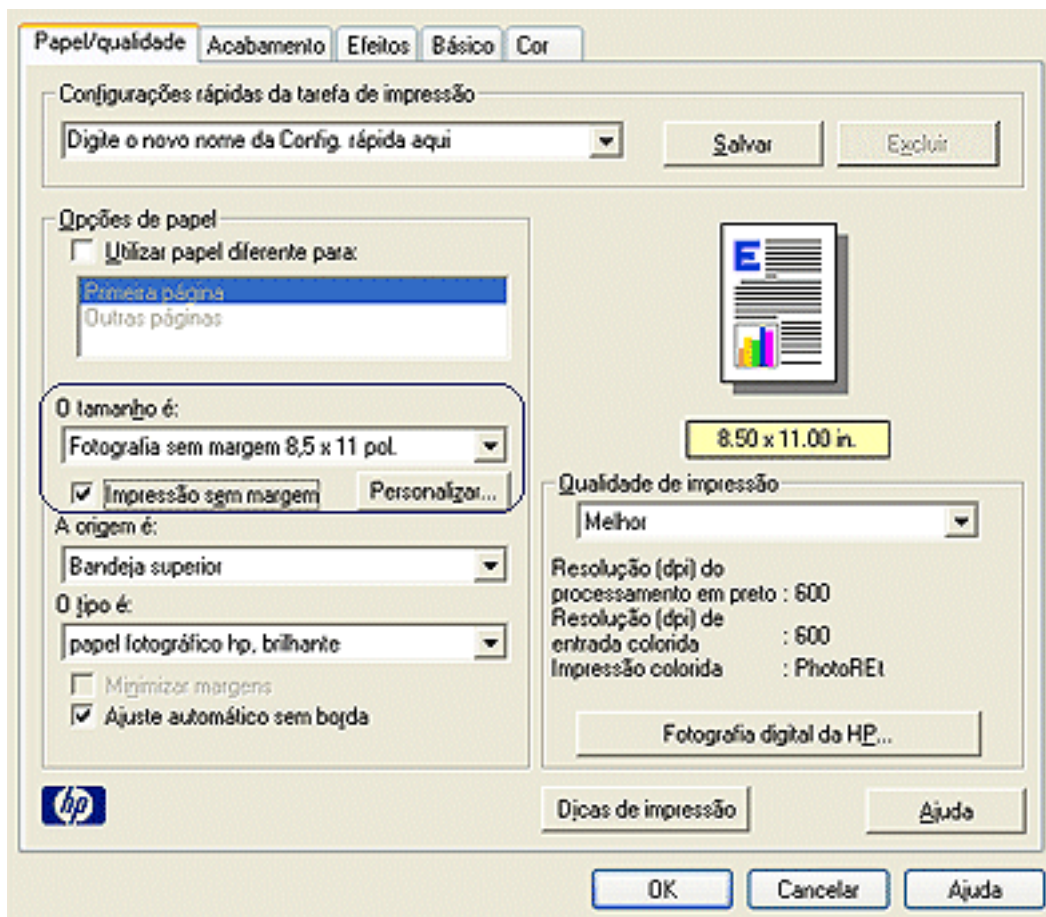 Papel/qualidade Acabamento Efeitos Básico Cor
Configurações rápidas da tarefa de impressão
Digite o novo nome da Config. rápida aqui Salvar Excluir
Opções de papel
Utilizar papel diferente para:
Primeira página
Outras páginas
E
O tamanho é:
Fotografia sem margem 8,5 x 11 pol.
Impressão sem margem Personalizar...
8.50 x 11.00 in.
A origem é:
Bandeja superior
O tipo é:
papel fotográfico hp, brilhante
Minimizar margens
Ajuste automático sem borda
Qualidade de impressão
Melhor
Resolução (dpi) do
processamento em preto : 600
Resolução (dpi) de
entrada colorida : 600
Impressão colorida : PhotoREt
Fotografia digital da HP...
hp
Dicas de impressão Ajuda
OK Cancelar Ajuda